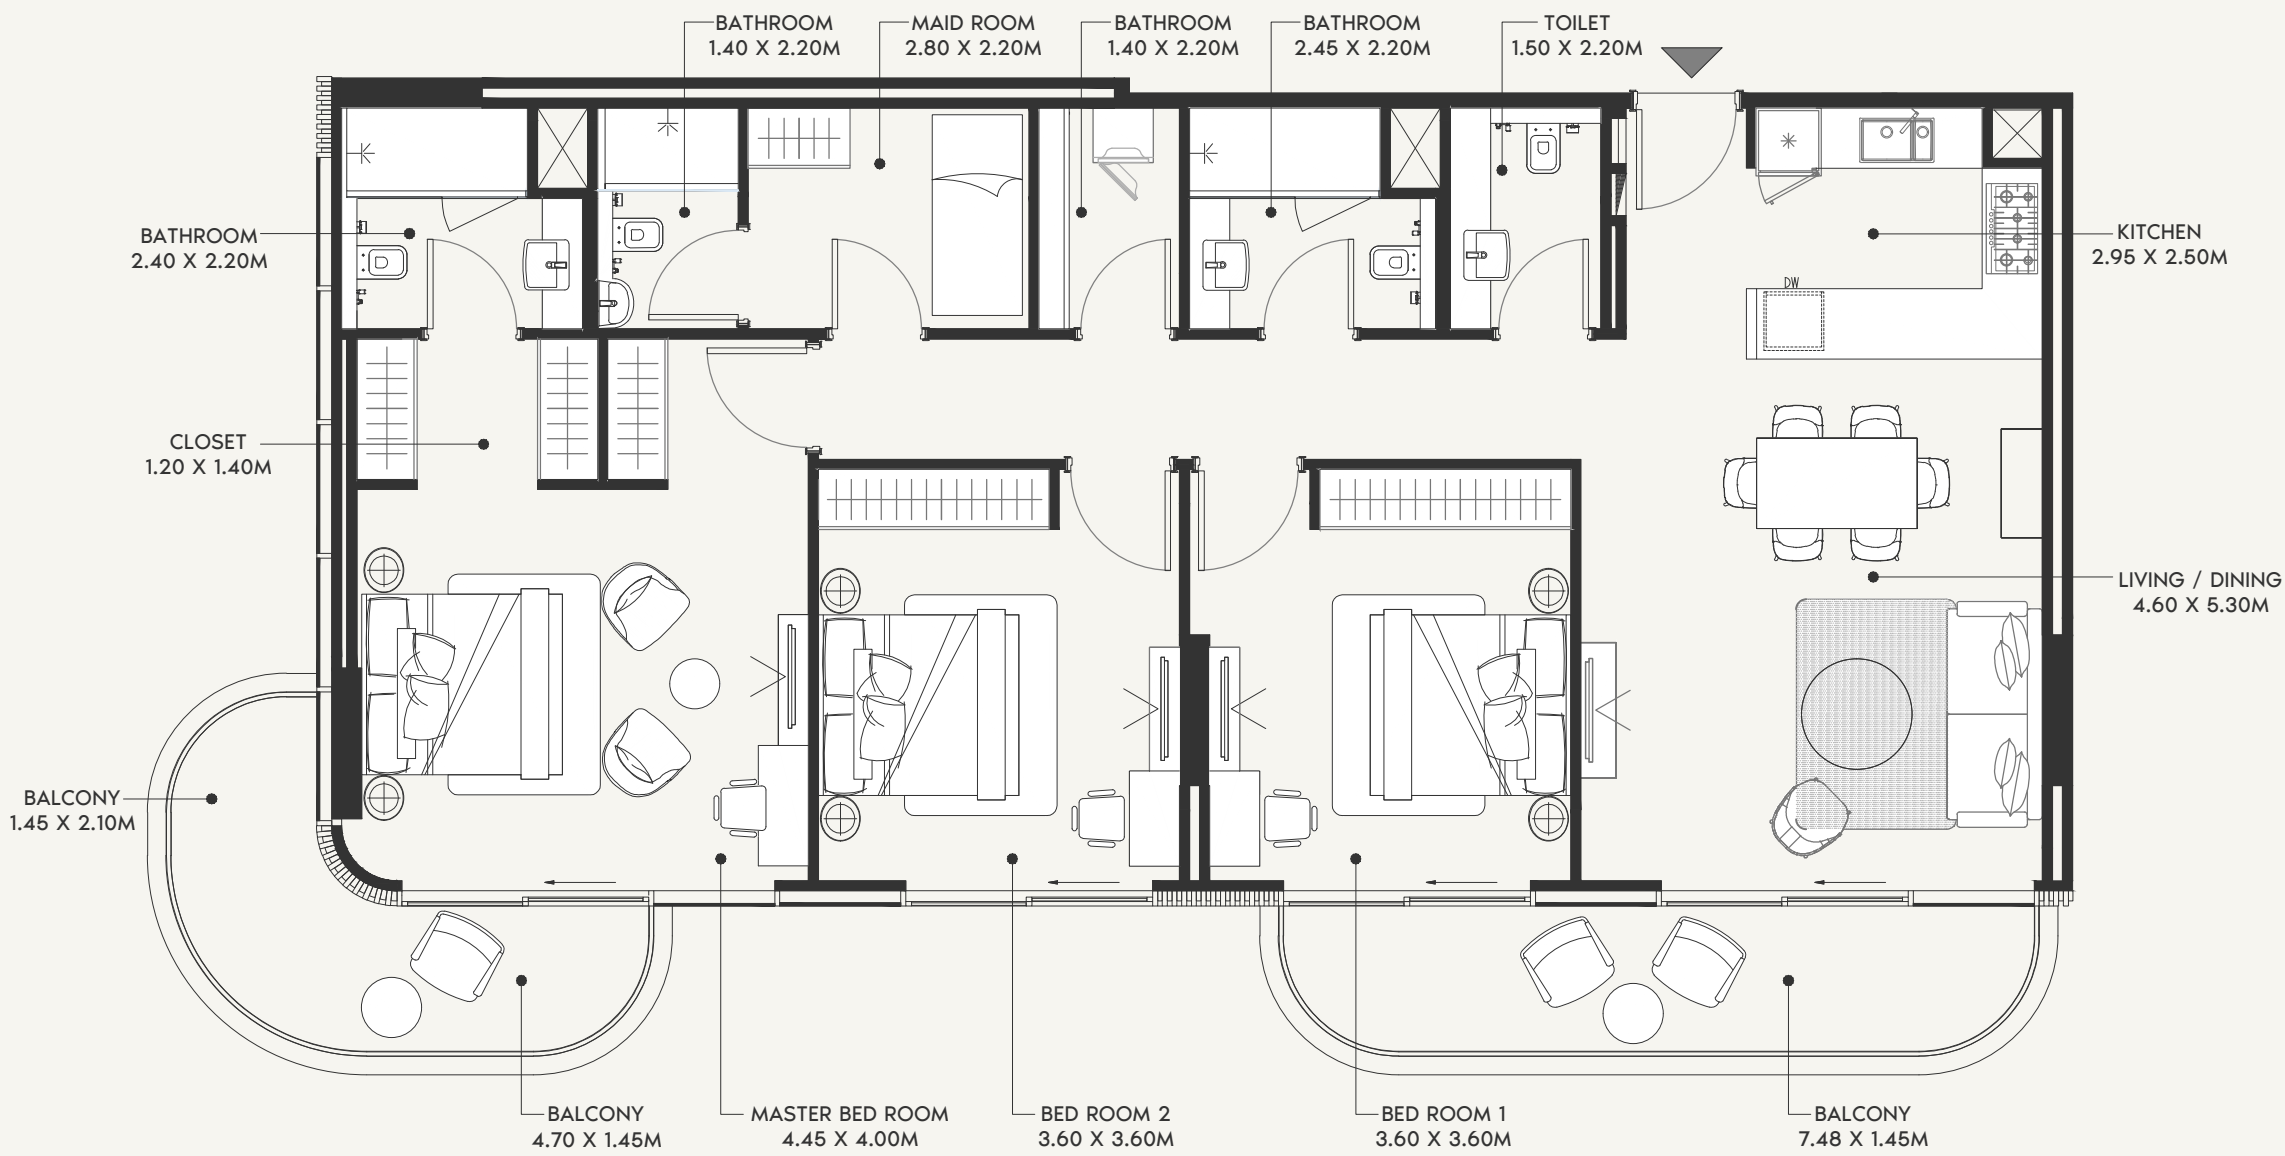 BATHROOM
1.40 X 2.20M
MAID ROOM
2.80 X 2.20M
BATHROOM
1.40 X 2.20M
BATHROOM
2.45 X 2.20M
TOILET
1.50 X 2.20M
BATHROOM
2.40 X 2.20M
KITCHEN
2.95 X 2.50M
DW
CLOSET
1.20 X 1.40M
LIVING / DINING
4.60 X 5.30M
BALCONY
1.45 X 2.10M
BALCONY
4.70 X 1.45M
MASTER BED ROOM
4.45 X 4.00M
BED ROOM 2
3.60 X 3.60M
BED ROOM 1
3.60 X 3.60M
BALCONY
7.48 X 1.45M